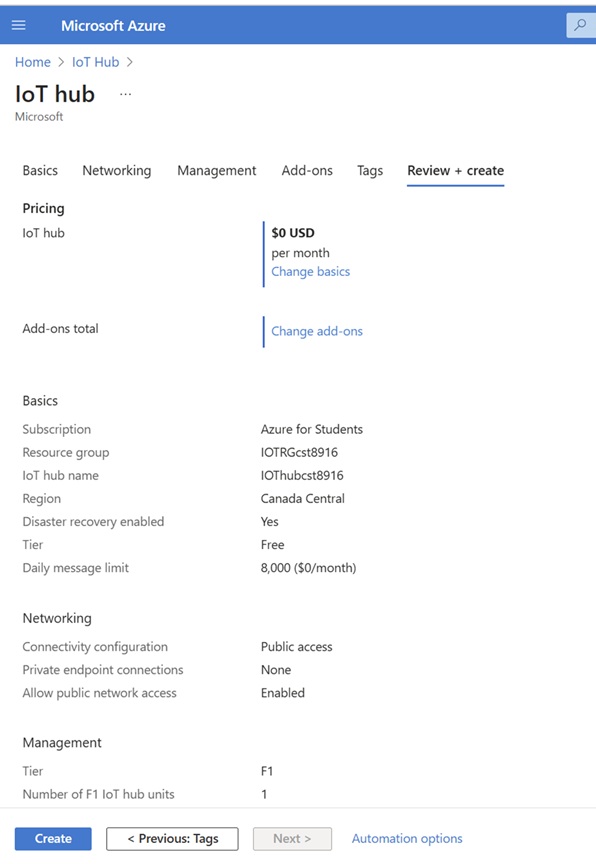 Microsoft Azure
Home > IoT Hub >
IoT hub ...
Microsoft
Basics Networking Management Add-ons Tags Review + create
Pricing
IoT hub $0 USD
per month
Change basics
Add-ons total Change add-ons
Basics
Subscription Azure for Students
Resource group IOTRGcst8916
IoT hub name IOThubcst8916
Region Canada Central
Disaster recovery enabled Yes
Tier Free
Daily message limit 8,000 ($0/month)
Networking
Connectivity configuration Public access
Private endpoint connections None
Allow public network access Enabled
Management
Tier F1
Number of F1 IoT hub units 1
Create < Previous: Tags Next > Automation options